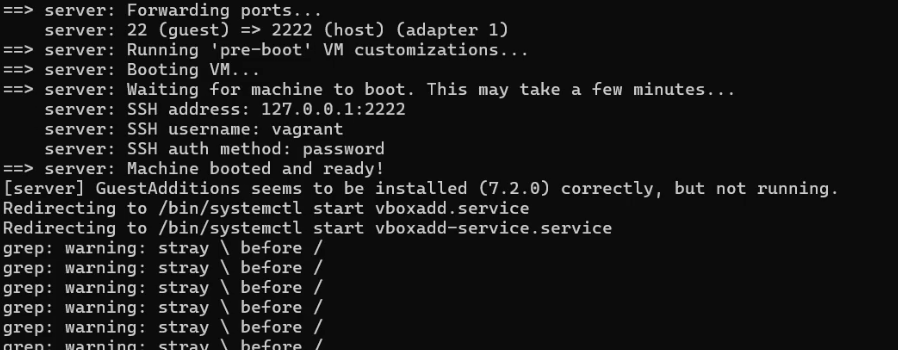 ==> server: Forwarding ports...
    server: 22 (guest) => 2222 (host) (adapter 1)
==> server: Running 'pre-boot' VM customizations...
==> server: Booting VM...
==> server: Waiting for machine to boot. This may take a few minutes...
    server: SSH address: 127.0.0.1:2222
    server: SSH username: vagrant
    server: SSH auth method: password
==> server: Machine booted and ready!
[server] GuestAdditions seems to be installed (7.2.0) correctly, but not running.
Redirecting to /bin/systemctl start vboxadd.service
Redirecting to /bin/systemctl start vboxadd-service.service
grep: warning: stray \ before /
grep: warning: stray \ before /
grep: warning: stray \ before /
grep: warning: stray \ before /
grep: warning: stray \ before /
grep: warning: stray \ before /